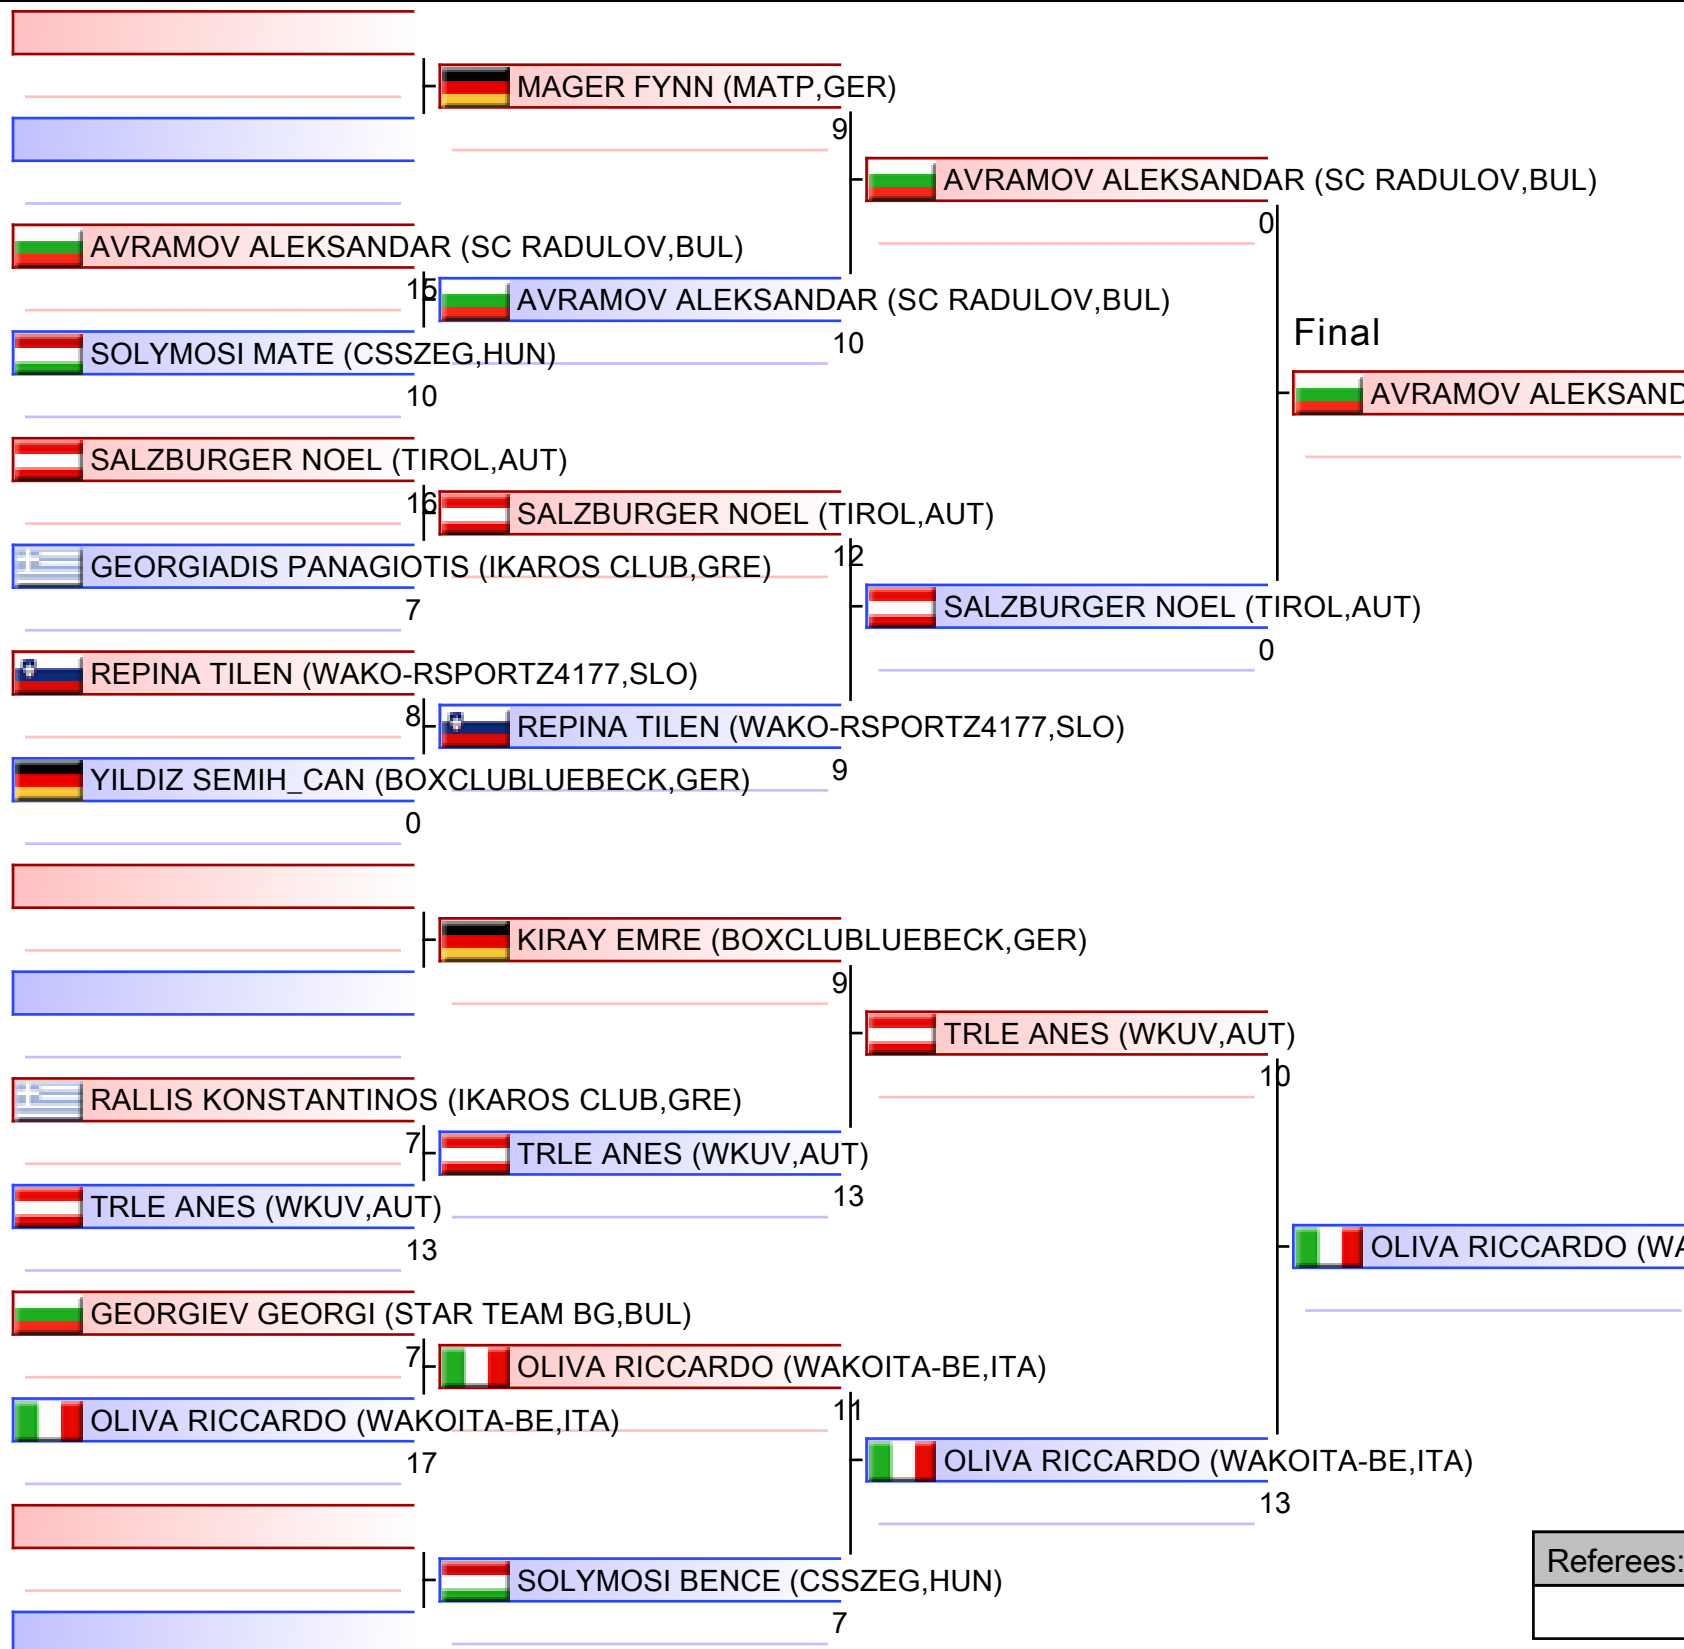 MAGER FYNN (MATP,GER)
9
AVRAMOV ALEKSANDAR (SC RADULOV,BUL)
0
AVRAMOV ALEKSANDAR (SC RADULOV,BUL)
15
AVRAMOV ALEKSANDAR (SC RADULOV,BUL)
10
SOLYMOSI MATE (CSSZEG,HUN)
10
Final
AVRAMOV ALEKSAND
SALZBURGER NOEL (TIROL,AUT)
16
SALZBURGER NOEL (TIROL,AUT)
12
GEORGIADIS PANAGIOTIS (IKAROS CLUB,GRE)
7
SALZBURGER NOEL (TIROL,AUT)
0
REPINA TILEN (WAKO-RSPORTZ4177,SLO)
8
REPINA TILEN (WAKO-RSPORTZ4177,SLO)
9
YILDIZ SEMIH_CAN (BOXCLUBLUEBECK,GER)
0
KIRAY EMRE (BOXCLUBLUEBECK,GER)
9
TRLE ANES (WKUV,AUT)
10
RALLIS KONSTANTINOS (IKAROS CLUB,GRE)
7
TRLE ANES (WKUV,AUT)
13
TRLE ANES (WKUV,AUT)
13
OLIVA RICCARDO (WA
GEORGIEV GEORGI (STAR TEAM BG,BUL)
7
OLIVA RICCARDO (WAKOITA-BE,ITA)
11
OLIVA RICCARDO (WAKOITA-BE,ITA)
17
OLIVA RICCARDO (WAKOITA-BE,ITA)
13
SOLYMOSI BENCE (CSSZEG,HUN)
7
Referees: